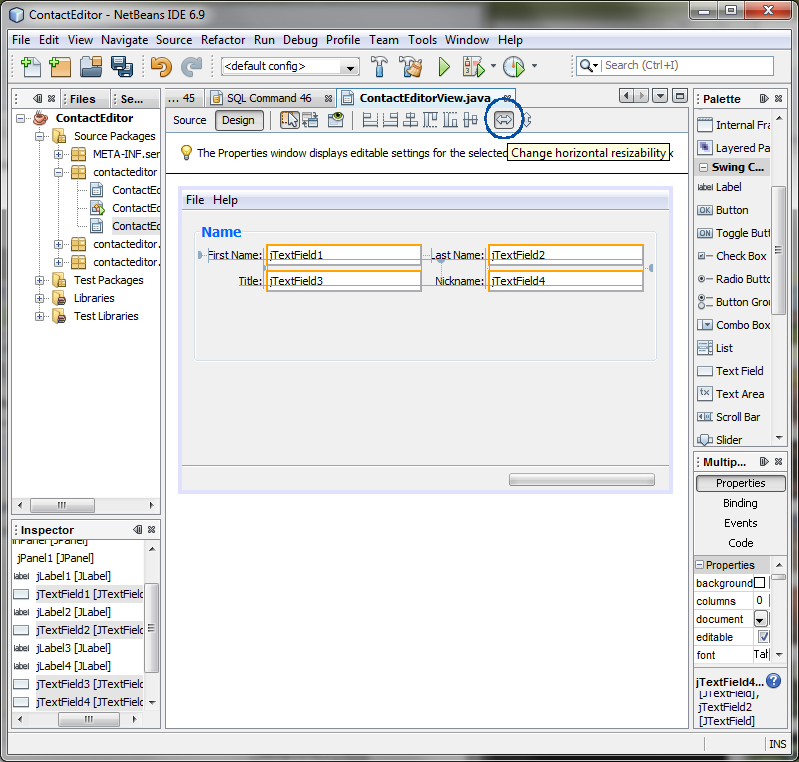 ContactEditor - NetBeans IDE 6.9
File Edit View Navigate Source Refactor Run Debug Profile Team Tools Window Help
<default config>
Search (Ctrl+I)
Files
Se...
... 45
SQL Command 46
ContactEditorView.java
Palette
ContactEditor
Source Packages
META-INF.ser
contacteditor
ContactEd
ContactEd
ContactEd
contacteditor.
contacteditor.
Test Packages
Libraries
Test Libraries
Source
Design
The Properties window displays editable settings for the selected
Change horizontal resizability
File Help
Name
First Name:
jTextField1
Last Name:
jTextField2
Title:
jTextField3
Nickname:
jTextField4
Internal Fra
Layered Pa
Swing C...
label Label
OK Button
ON Toggle Butt
Check Box
Radio Butto
Button Grou
Combo Box
List
Text Field
Text Area
Scroll Bar
Slider
Inspector
jPanel1 [JPanel]
label jLabel1 [JLabel]
jTextField1 [JTextField
label jLabel2 [JLabel]
jTextField2 [JTextField
label jLabel3 [JLabel]
label jLabel4 [JLabel]
jTextField3 [JTextField
jTextField4 [JTextField
Multip...
Properties
Binding
Events
Code
Properties
background
columns 0
document
editable
font Tah
jTextField4...
[JTextField],
jTextField2
[JTextField]
INS